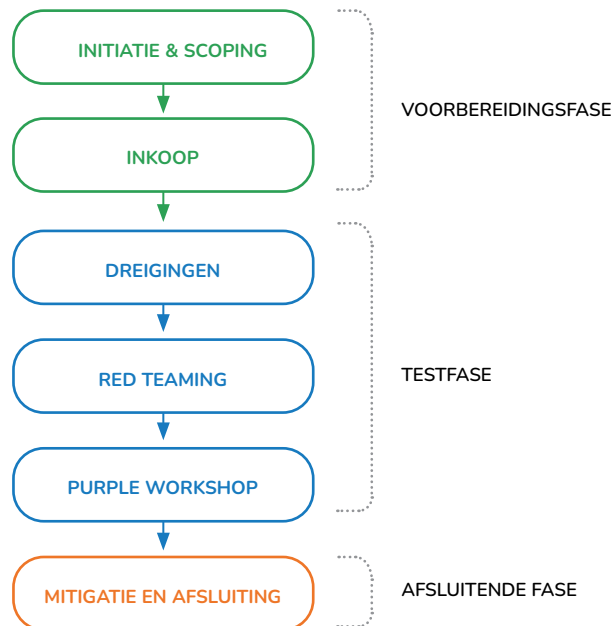 INITIATIE & SCOPING
VOORBEREIDINGSFASE
INKOOP
DREIGINGEN
RED TEAMING
TESTFASE
PURPLE WORKSHOP
MITIGATIE EN AFSLUITING
AFSLUITENDE FASE